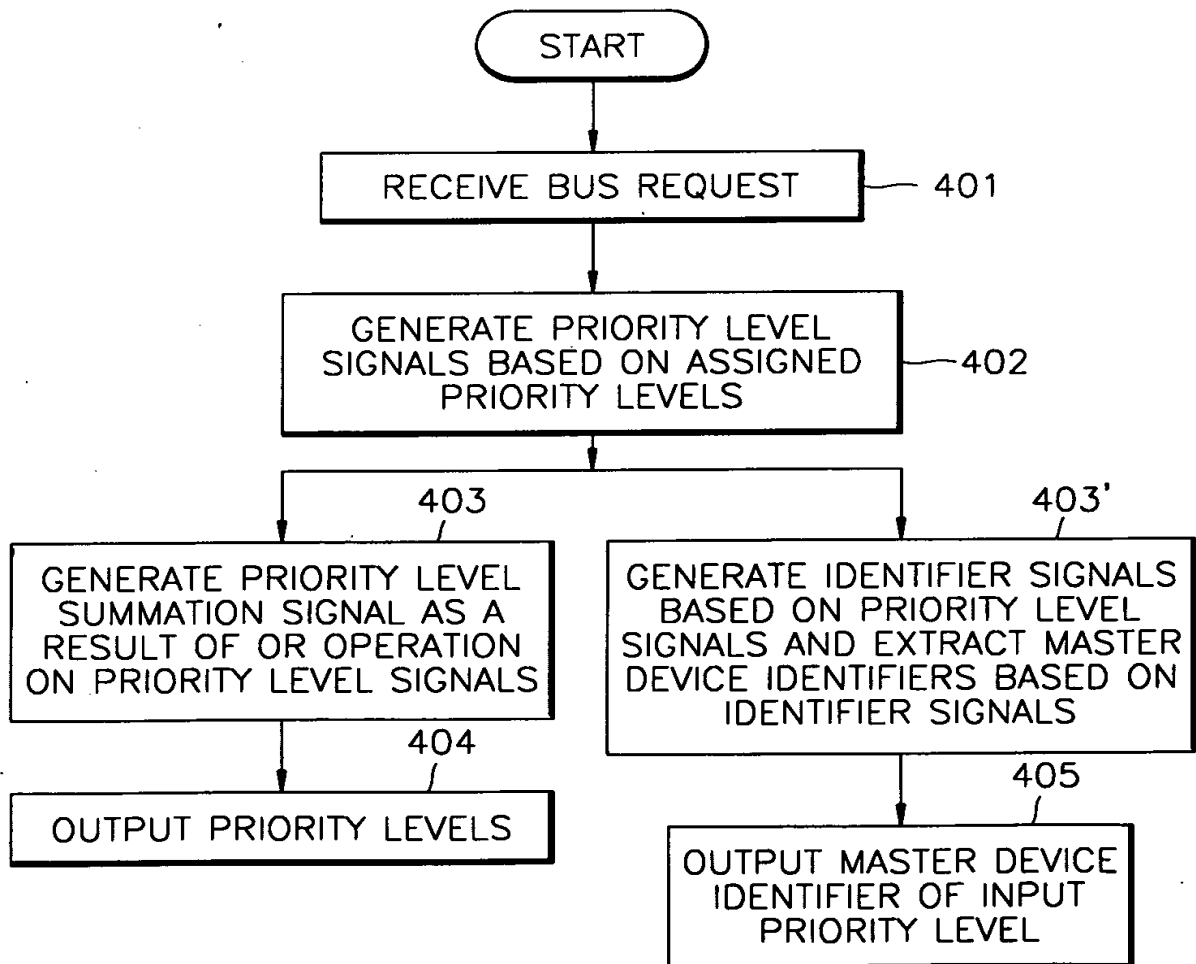 START
RECEIVE BUS REQUEST
401
GENERATE PRIORITY LEVEL
SIGNALS BASED ON ASSIGNED
PRIORITY LEVELS
402
403
GENERATE PRIORITY LEVEL
SUMMATION SIGNAL AS A
RESULT OF OR OPERATION
ON PRIORITY LEVEL SIGNALS
403'
GENERATE IDENTIFIER SIGNALS
BASED ON PRIORITY LEVEL
SIGNALS AND EXTRACT MASTER
DEVICE IDENTIFIERS BASED ON
IDENTIFIER SIGNALS
404
OUTPUT PRIORITY LEVELS
405
OUTPUT MASTER DEVICE
IDENTIFIER OF INPUT
PRIORITY LEVEL